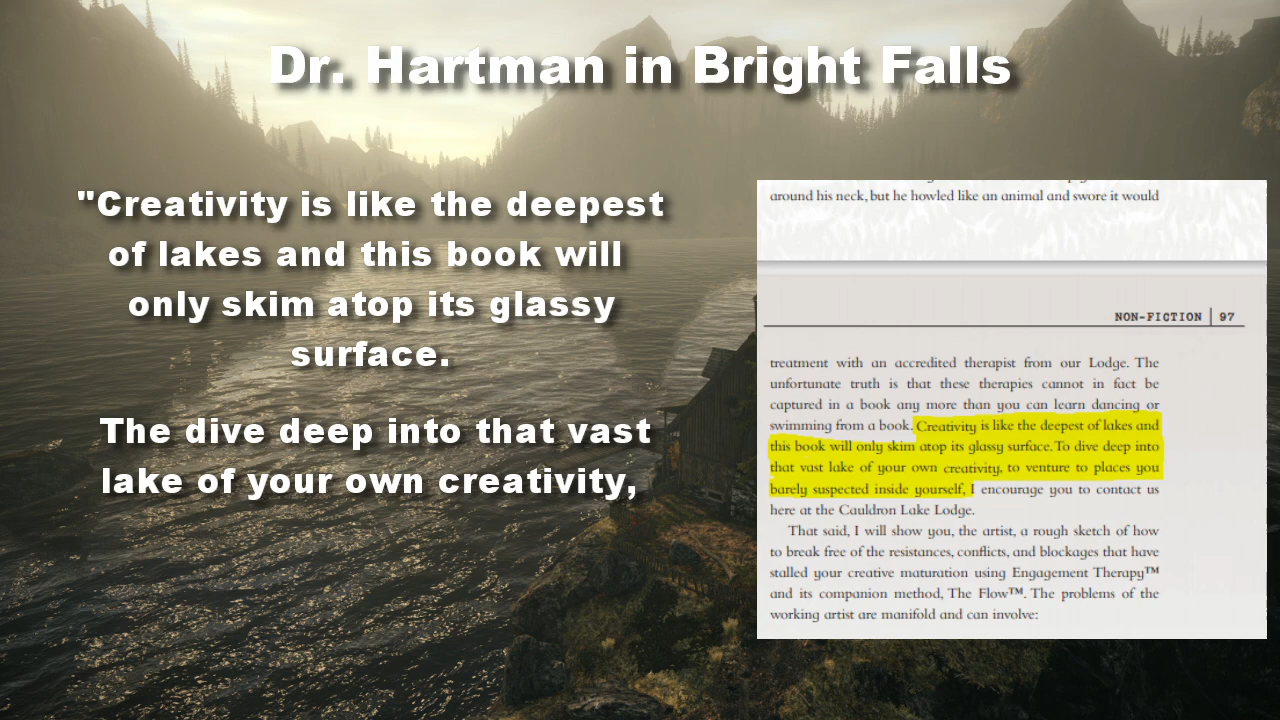 Dr. Hartman in Bright Falls
"Creativity is like the deepest
of lakes and this book will
only skim atop its glassy
surface.
The dive deep into that vast
lake of your own creativity,
around his neck, but he howled like an animal and swore it would
NON-FICTION | 97
treatment with an accredited therapist from our Lodge. The
unfortunate truth is that these therapies cannot in fact be
captured in a book any more than you can learn dancing or
swimming from a book. Creativity is like the deepest of lakes and
this book will only skim atop its glassy surface. To dive deep into
that vast lake of your own creativity, to venture to places you
barely suspected inside yourself, I encourage you to contact us
here at the Cauldron Lake Lodge.
That said, I will show you, the artist, a rough sketch of how
to break free of the resistances, conflicts, and blockages that have
stalled your creative maturation using Engagement Therapy™
and its companion method, The Flow™. The problems of the
working artist are manifold and can involve: